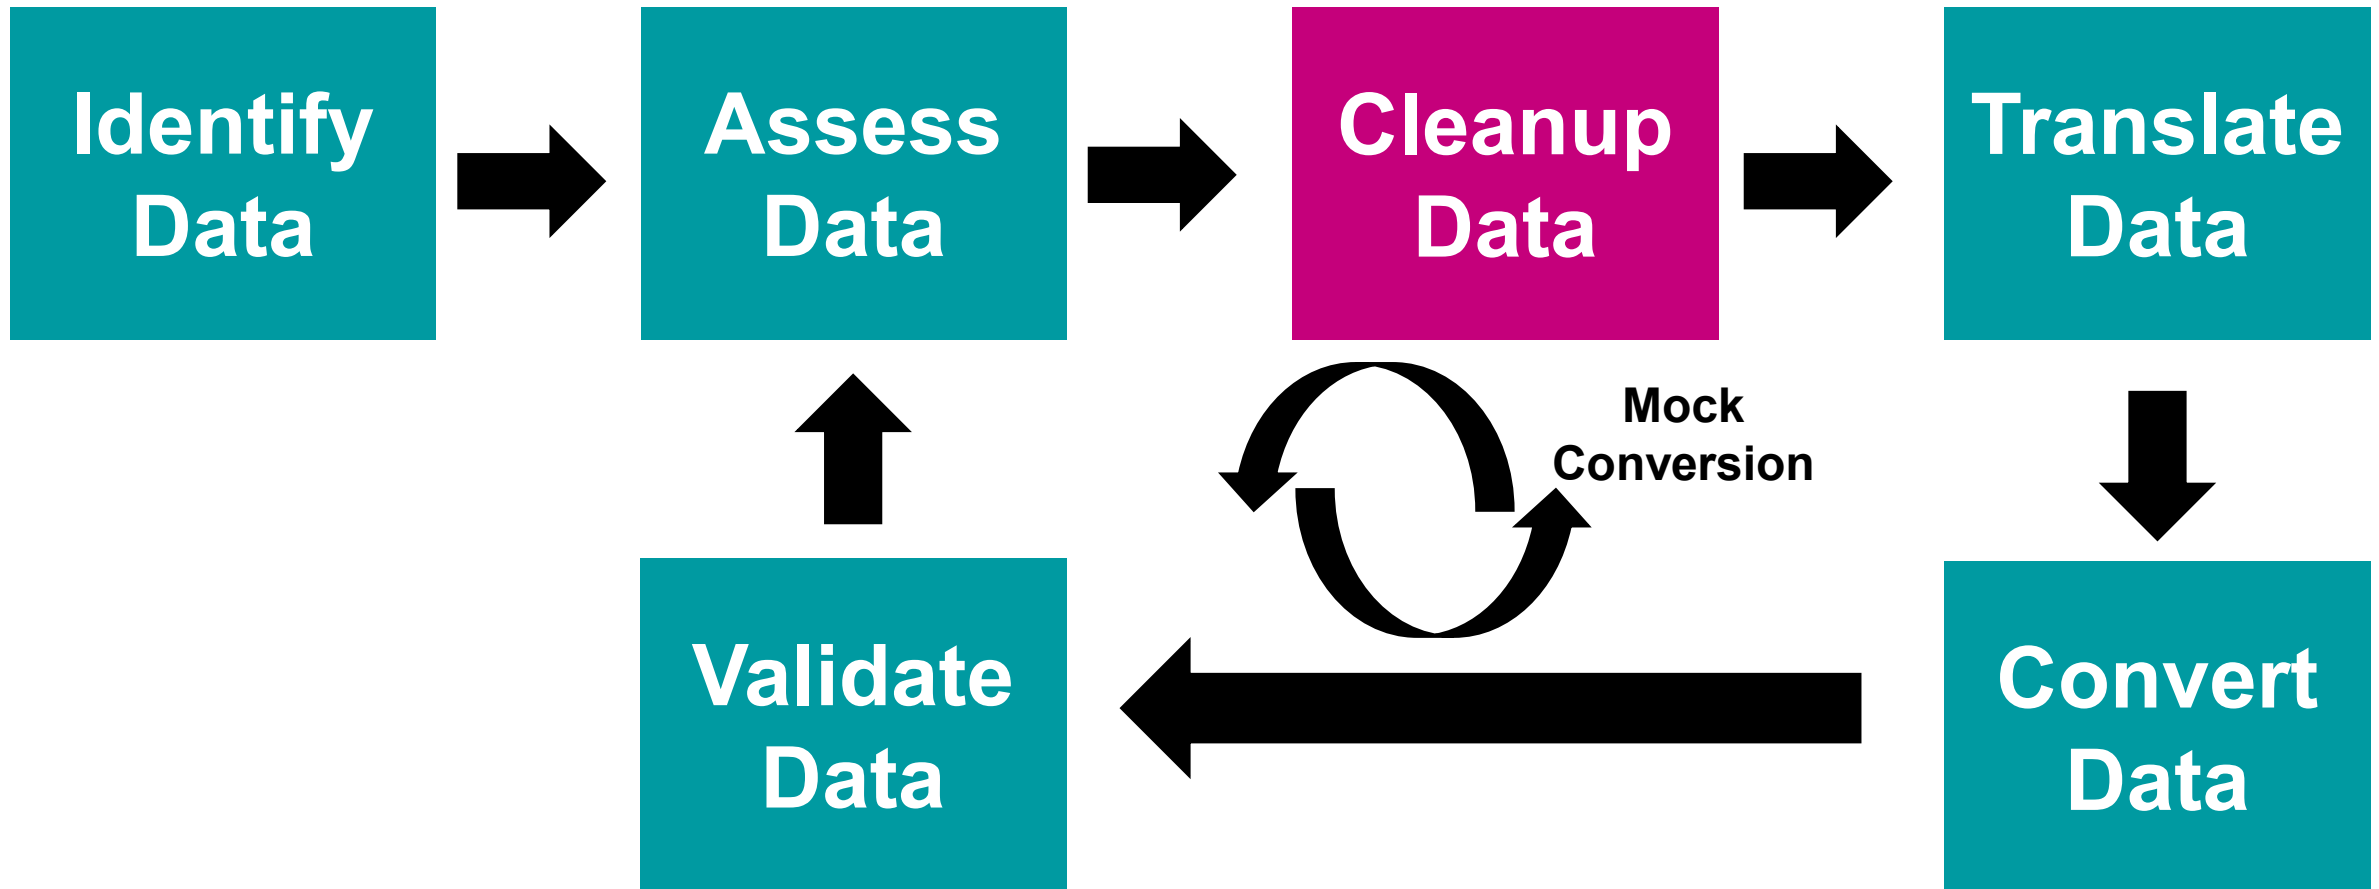 Identify
Data
Assess
Data
Cleanup
Data
Translate
Data
Mock
Conversion
Validate
Data
Convert
Data